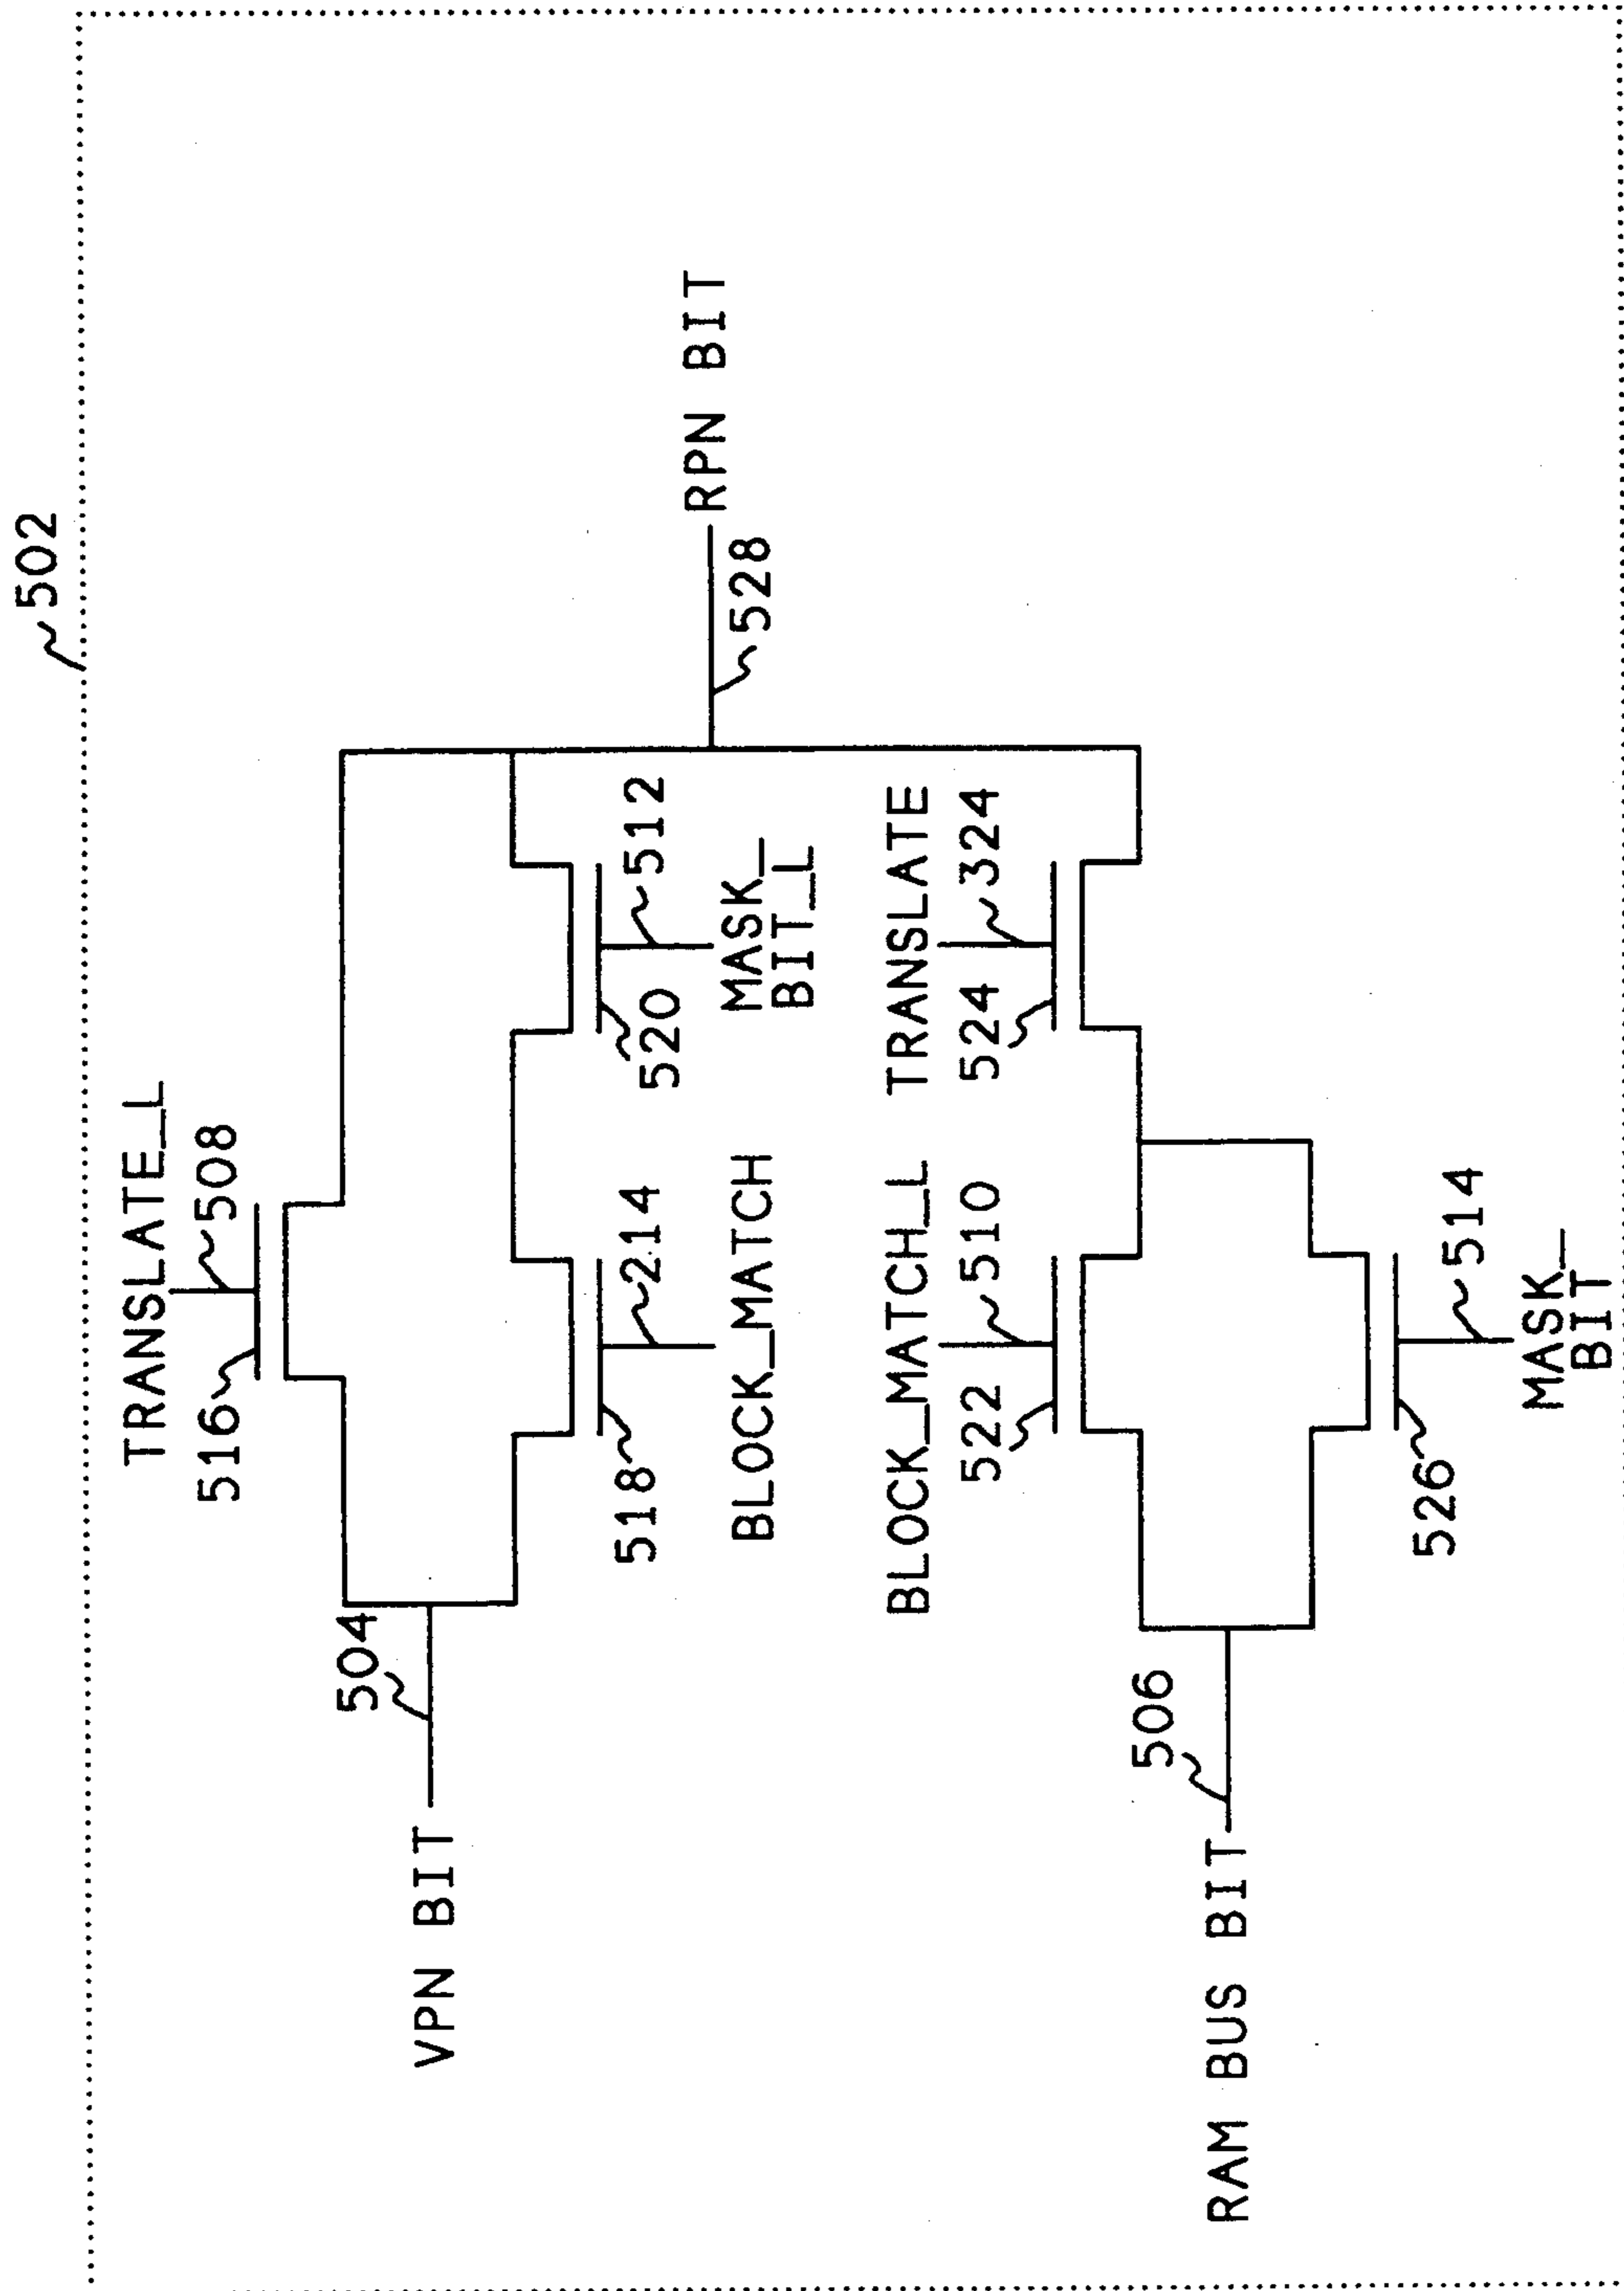 502
TRANSLATE_L
516
508
504
VPN BIT
518
214
520
512
BLOCK_MATCH
MASK_
BIT_L
RPN BIT
528
BLOCK_MATCH_L
TRANSLATE
522
510
524
324
506
RAM BUS BIT
526
514
MASK_
BIT